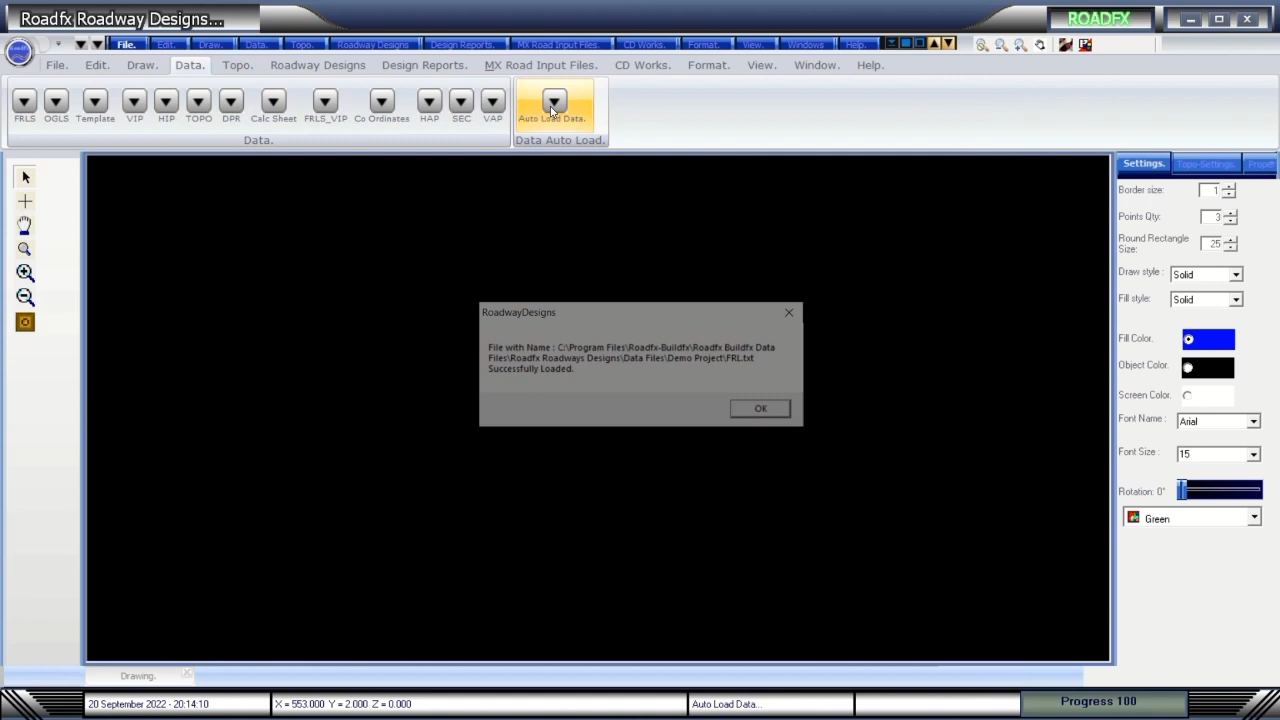 Roadfx Roadway Designs...
ROADFX
File. Edit. Draw. Data. Topo. Roadway Designs Design Reports. MX Road Input Files. CD Works. Format. View. Windows Help.
File. Edit. Draw. Data. Topo. Roadway Designs Design Reports. MX Road Input Files. CD Works. Format. View. Window. Help.
FRLS OGLS Template VIP HIP TOPO DPR Calc Sheet FRLS_VIP Co Ordinates HAP SEC VAP Auto Load Data.
Data. Data Auto Load.
Settings. Topo-Settings.
Border size: 1
Points Qty: 3
Round Rectangle
Size: 25
Draw style : Solid
Fill style: Solid
Fill Color.
Object Color.
Screen Color.
Font Name : Arial
Font Size : 15
Rotation: 0°
Green
RoadwayDesigns
File with Name : C:\Program Files\Roadfx-Buildfx\Roadfx Buildfx Data
Files\Roadfx Roadways Designs\Data Files\Demo Project\FRL.txt
Successfully Loaded.
OK
Drawing.
20 September 2022 - 20:14:10 X = 553.000 Y = 2.000 Z = 0.000 Auto Load Data... Progress 100